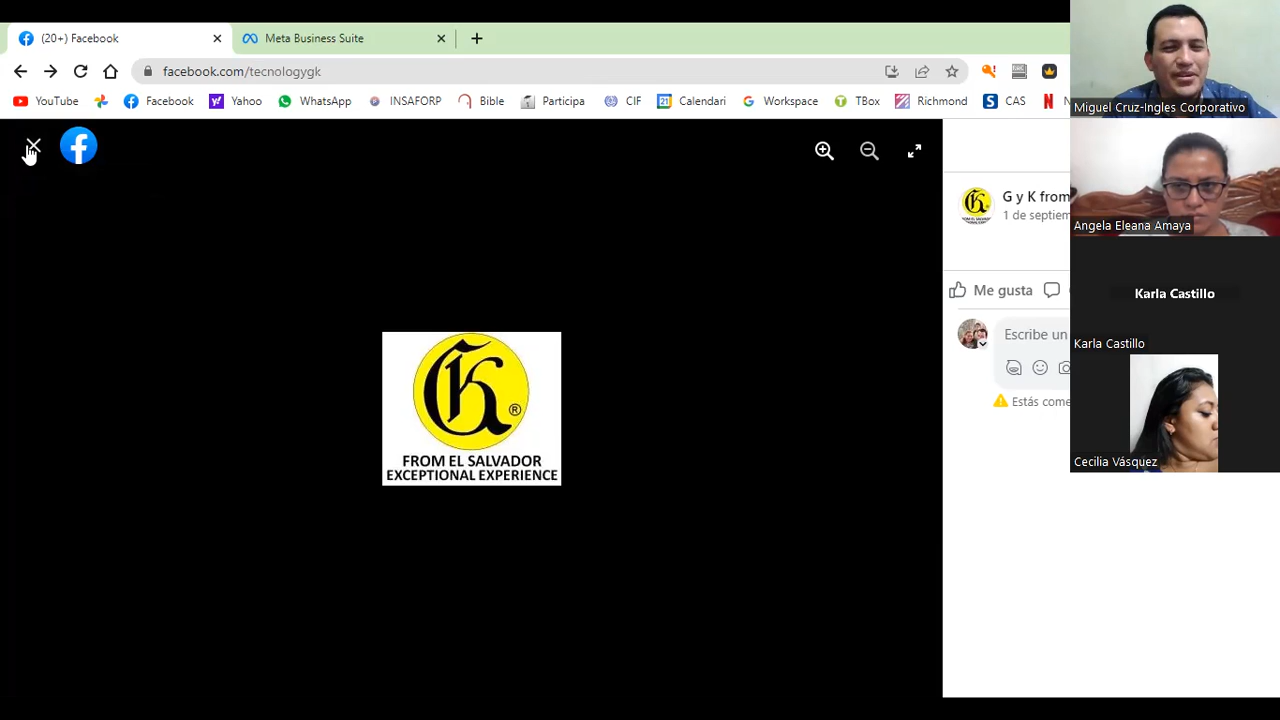 (20+) Facebook
Meta Business Suite
facebook.com/tecnologygk
YouTube
Facebook
Yahoo
WhatsApp
INSAFORP
Bible
Participa
CIF
Calendari
Workspace
TBox
Richmond
CAS
GK
®
FROM EL SALVADOR
EXCEPTIONAL EXPERIENCE
G y K from
1 de septiem
Me gusta
Escribe un
Estás come
Miguel Cruz-Ingles Corporativo
Angela Eleana Amaya
Karla Castillo
Karla Castillo
Cecilia Vásquez